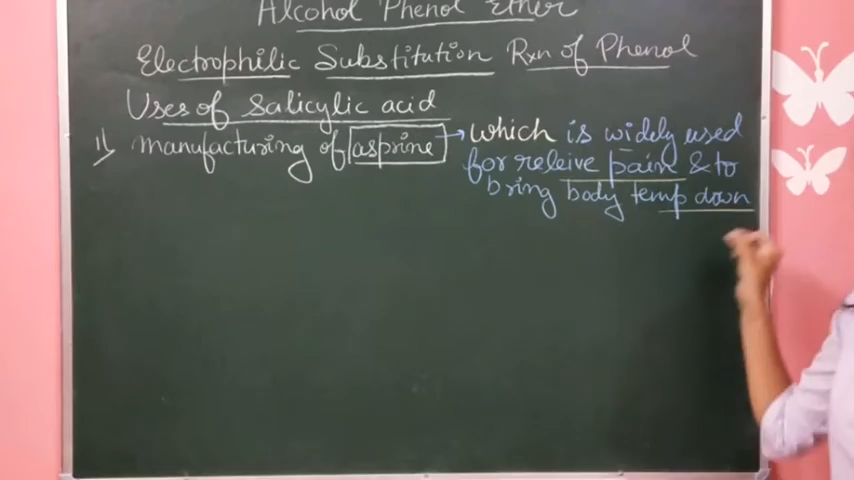 Alcohol Phenol Ether
Electrophilic Substitution Rxn of Phenol
Uses of Salicylic acid
1) manufacturing of asprine → which is widely used
for releive pain & to
bring body temp down